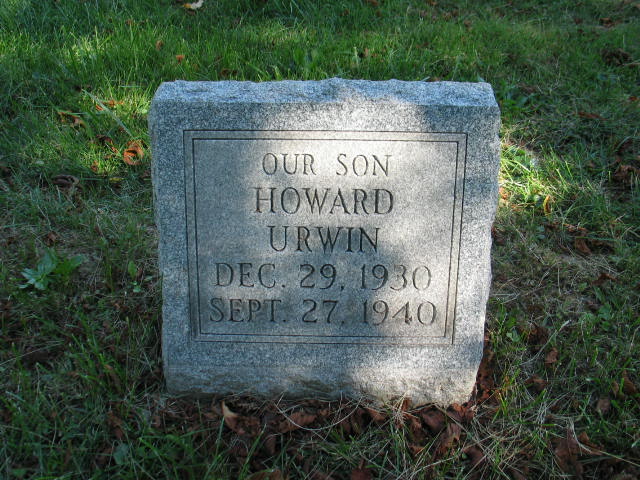 OUR SON
HOWARD
URWIN
DEC. 29, 1930
SEPT. 27, 1940